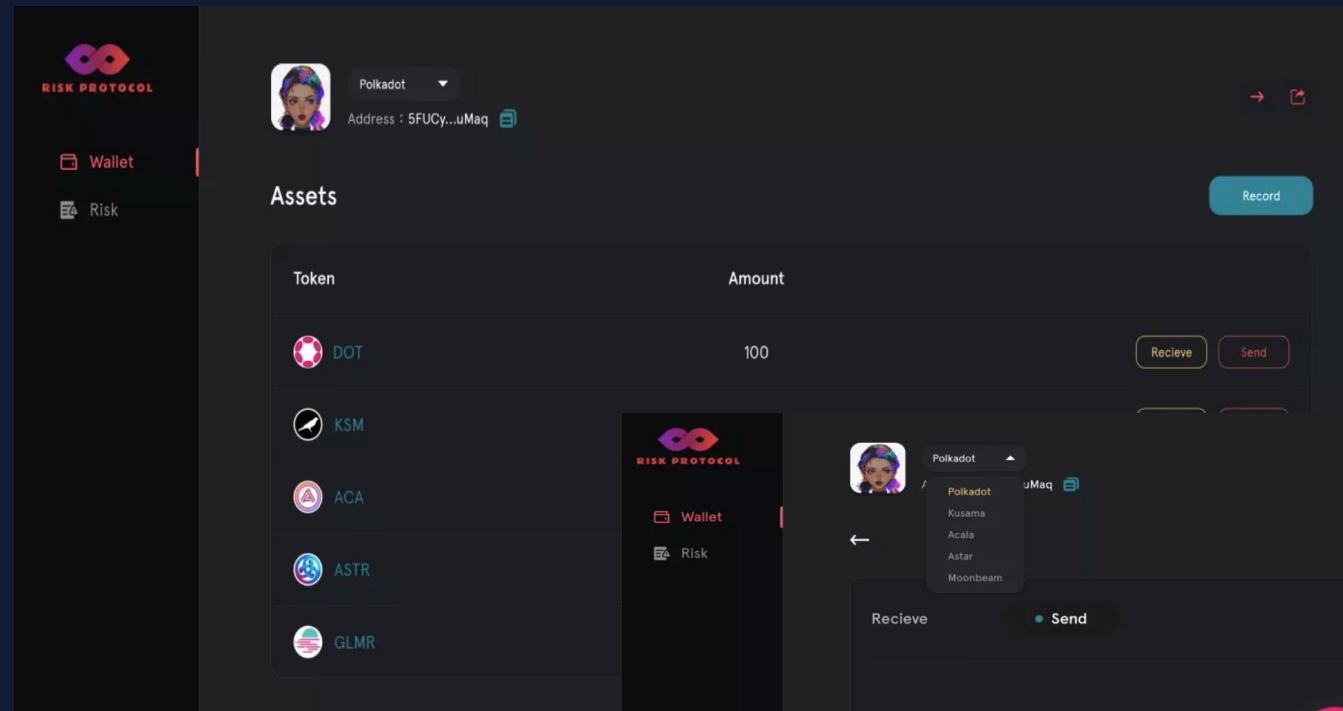 RISK PROTOCOL
Wallet
Risk
Polkadot
Address : 5FUCy...uMaq
Assets
Record
Token Amount
DOT 100 Recieve Send
KSM
ACA
ASTR
GLMR
RISK PROTOCOL
Wallet
Risk
Polkadot
uMaq
Polkadot
Kusama
Acala
Astar
Moonbeam
Recieve Send